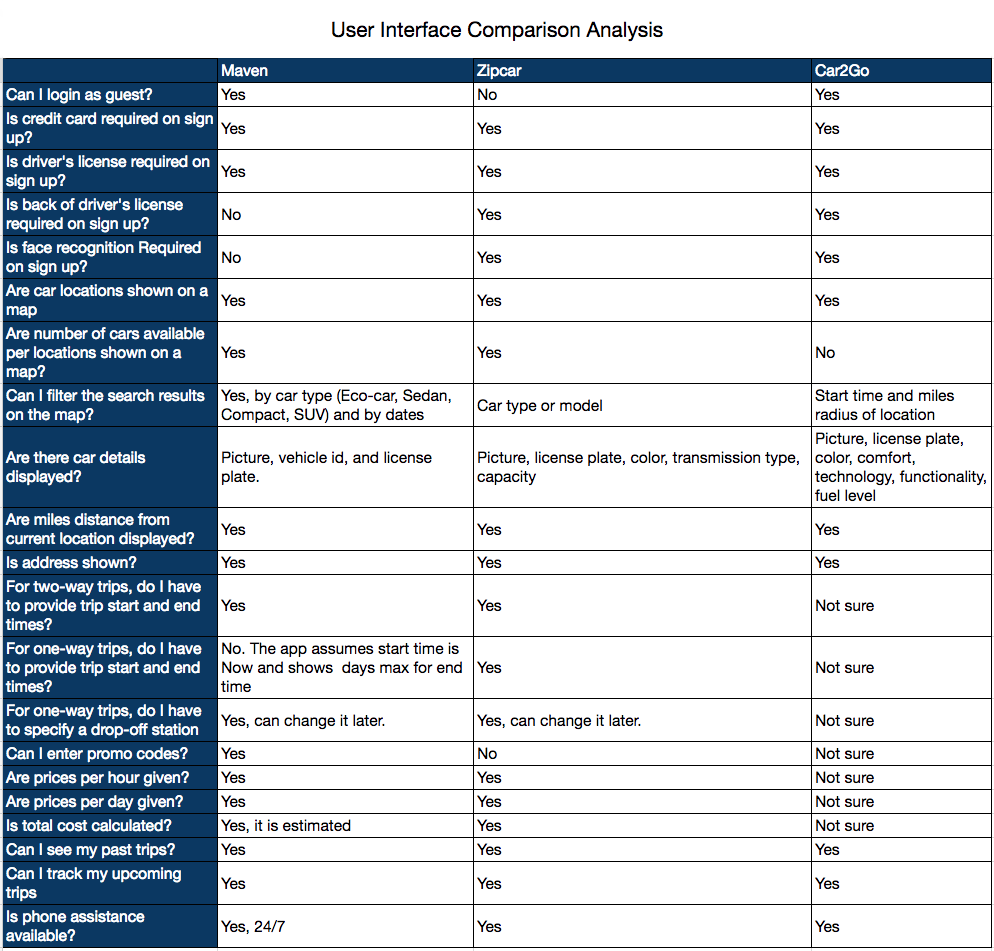 User Interface Comparison Analysis
Maven Zipcar Car2Go
Can I login as guest? Yes No Yes
Is credit card required on sign
up? Yes Yes Yes
Is driver's license required on
sign up? Yes Yes Yes
Is back of driver's license
required on sign up? No Yes Yes
Is face recognition Required
on sign up? No Yes Yes
Are car locations shown on a
map Yes Yes Yes
Are number of cars available
per locations shown on a
map? Yes Yes No
Can I filter the search results
on the map? Yes, by car type (Eco-car, Sedan,
Compact, SUV) and by dates Car type or model Start time and miles
radius of location
Are there car details
displayed? Picture, vehicle id, and license
plate. Picture, license plate, color, transmission type,
capacity Picture, license plate,
color, comfort,
technology, functionality,
fuel level
Are miles distance from
current location displayed? Yes Yes Yes
Is address shown? Yes Yes Yes
For two-way trips, do I have
to provide trip start and end
times? Yes Yes Not sure
For one-way trips, do I have
to provide trip start and end
times? No. The app assumes start time is
Now and shows  days max for end
time Yes Not sure
For one-way trips, do I have
to specify a drop-off station Yes, can change it later. Yes, can change it later. Not sure
Can I enter promo codes? Yes No Not sure
Are prices per hour given? Yes Yes Not sure
Are prices per day given? Yes Yes Not sure
Is total cost calculated? Yes, it is estimated Yes Not sure
Can I see my past trips? Yes Yes Yes
Can I track my upcoming
trips Yes Yes Yes
Is phone assistance
available? Yes, 24/7 Yes Yes